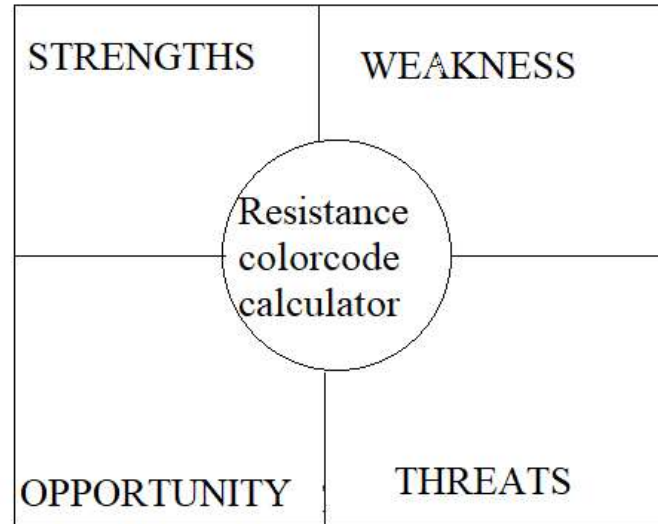 STRENGTHS
WEAKNESS
Resistance
colorcode
calculator
OPPORTUNITY
THREATS